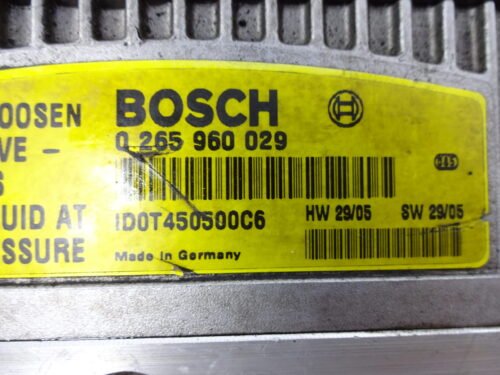 OOSEN
VE -
S
UID AT
SSURE
BOSCH
0 265 960 029
1D0T450500C6
HW 29/05 SW 29/05
Made in Germany